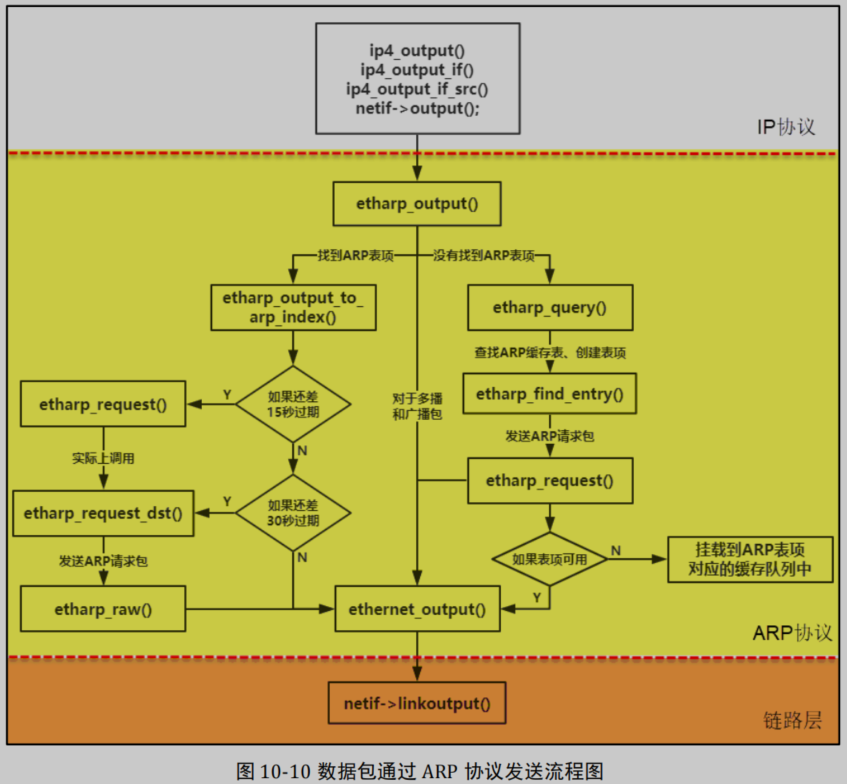 ip4_output()
ip4_output_if()
ip4_output_if_src()
netif->output();
IP协议
etharp_output()
找到ARP表项
没有找到ARP表项
etharp_output_to_
arp_index()
etharp_query()
查找ARP缓存表、创建表项
如果还差
15秒过期
Y
N
etharp_request()
对于多播
和广播包
etharp_find_entry()
发送ARP请求包
实际上调用
etharp_request()
如果还差
30秒过期
Y
N
etharp_request_dst()
发送ARP请求包
如果表项可用
N
Y
挂载到ARP表项
对应的缓存队列中
etharp_raw()
ethernet_output()
ARP协议
netif->linkoutput()
链路层
图 10-10 数据包通过 ARP 协议发送流程图